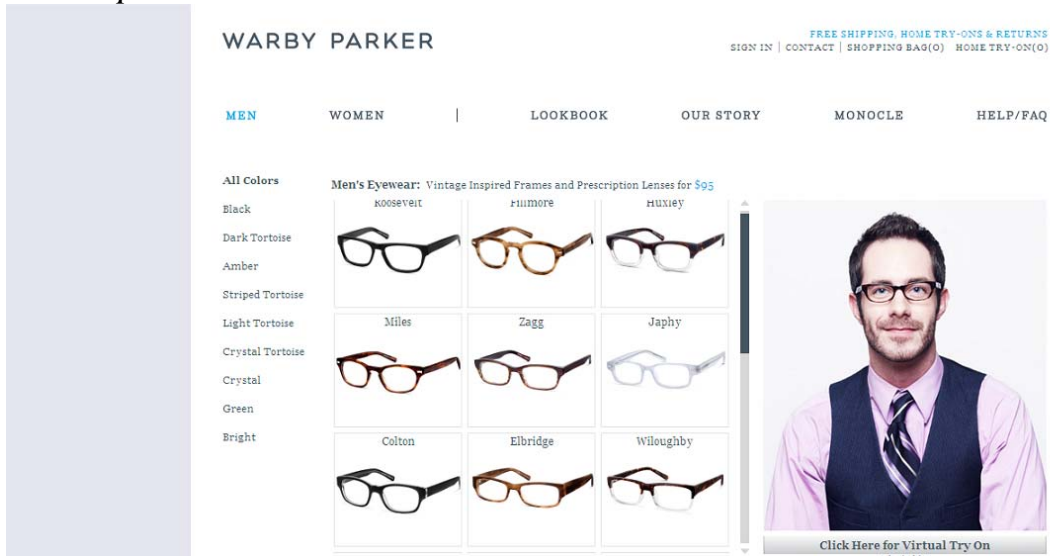 WARBY PARKER
FREE SHIPPING, HOME TRY-ONS & RETURNS
SIGN IN | CONTACT | SHOPPING BAG(0) HOME TRY-ON(0)
MEN WOMEN | LOOKBOOK OUR STORY MONOCLE HELP/FAQ
All Colors
Black
Dark Tortoise
Amber
Striped Tortoise
Light Tortoise
Crystal Tortoise
Crystal
Green
Bright
Men's Eyewear: Vintage Inspired Frames and Prescription Lenses for $95
Roosevelt Fillmore Huxley
Miles Zagg Japhy
Colton Elbridge Wiloughby
Click Here for Virtual Try On